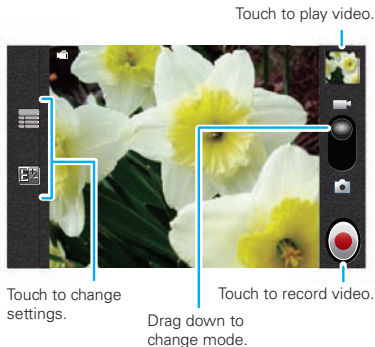 Touch to play video.
Touch to change
settings.
Touch to record video.
Drag down to
change mode.